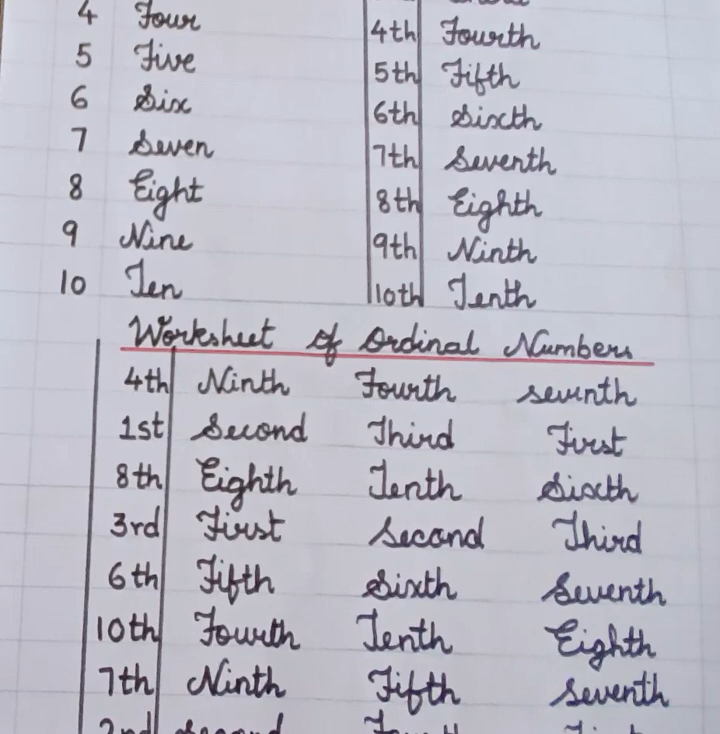 4 Four 4th Fourth
5 Five 5th Fifth
6 Six 6th Sixth
7 Seven 7th Seventh
8 Eight 8th Eighth
9 Nine 9th Ninth
10 Ten 10th Tenth
Worksheet of Ordinal Numbers
4th Ninth Fourth seventh
1st Second Third First
8th Eighth Tenth Sixth
3rd First Second Third
6th Fifth Sixth Seventh
10th Fourth Tenth Eighth
7th Ninth Fifth Seventh
2nd Second